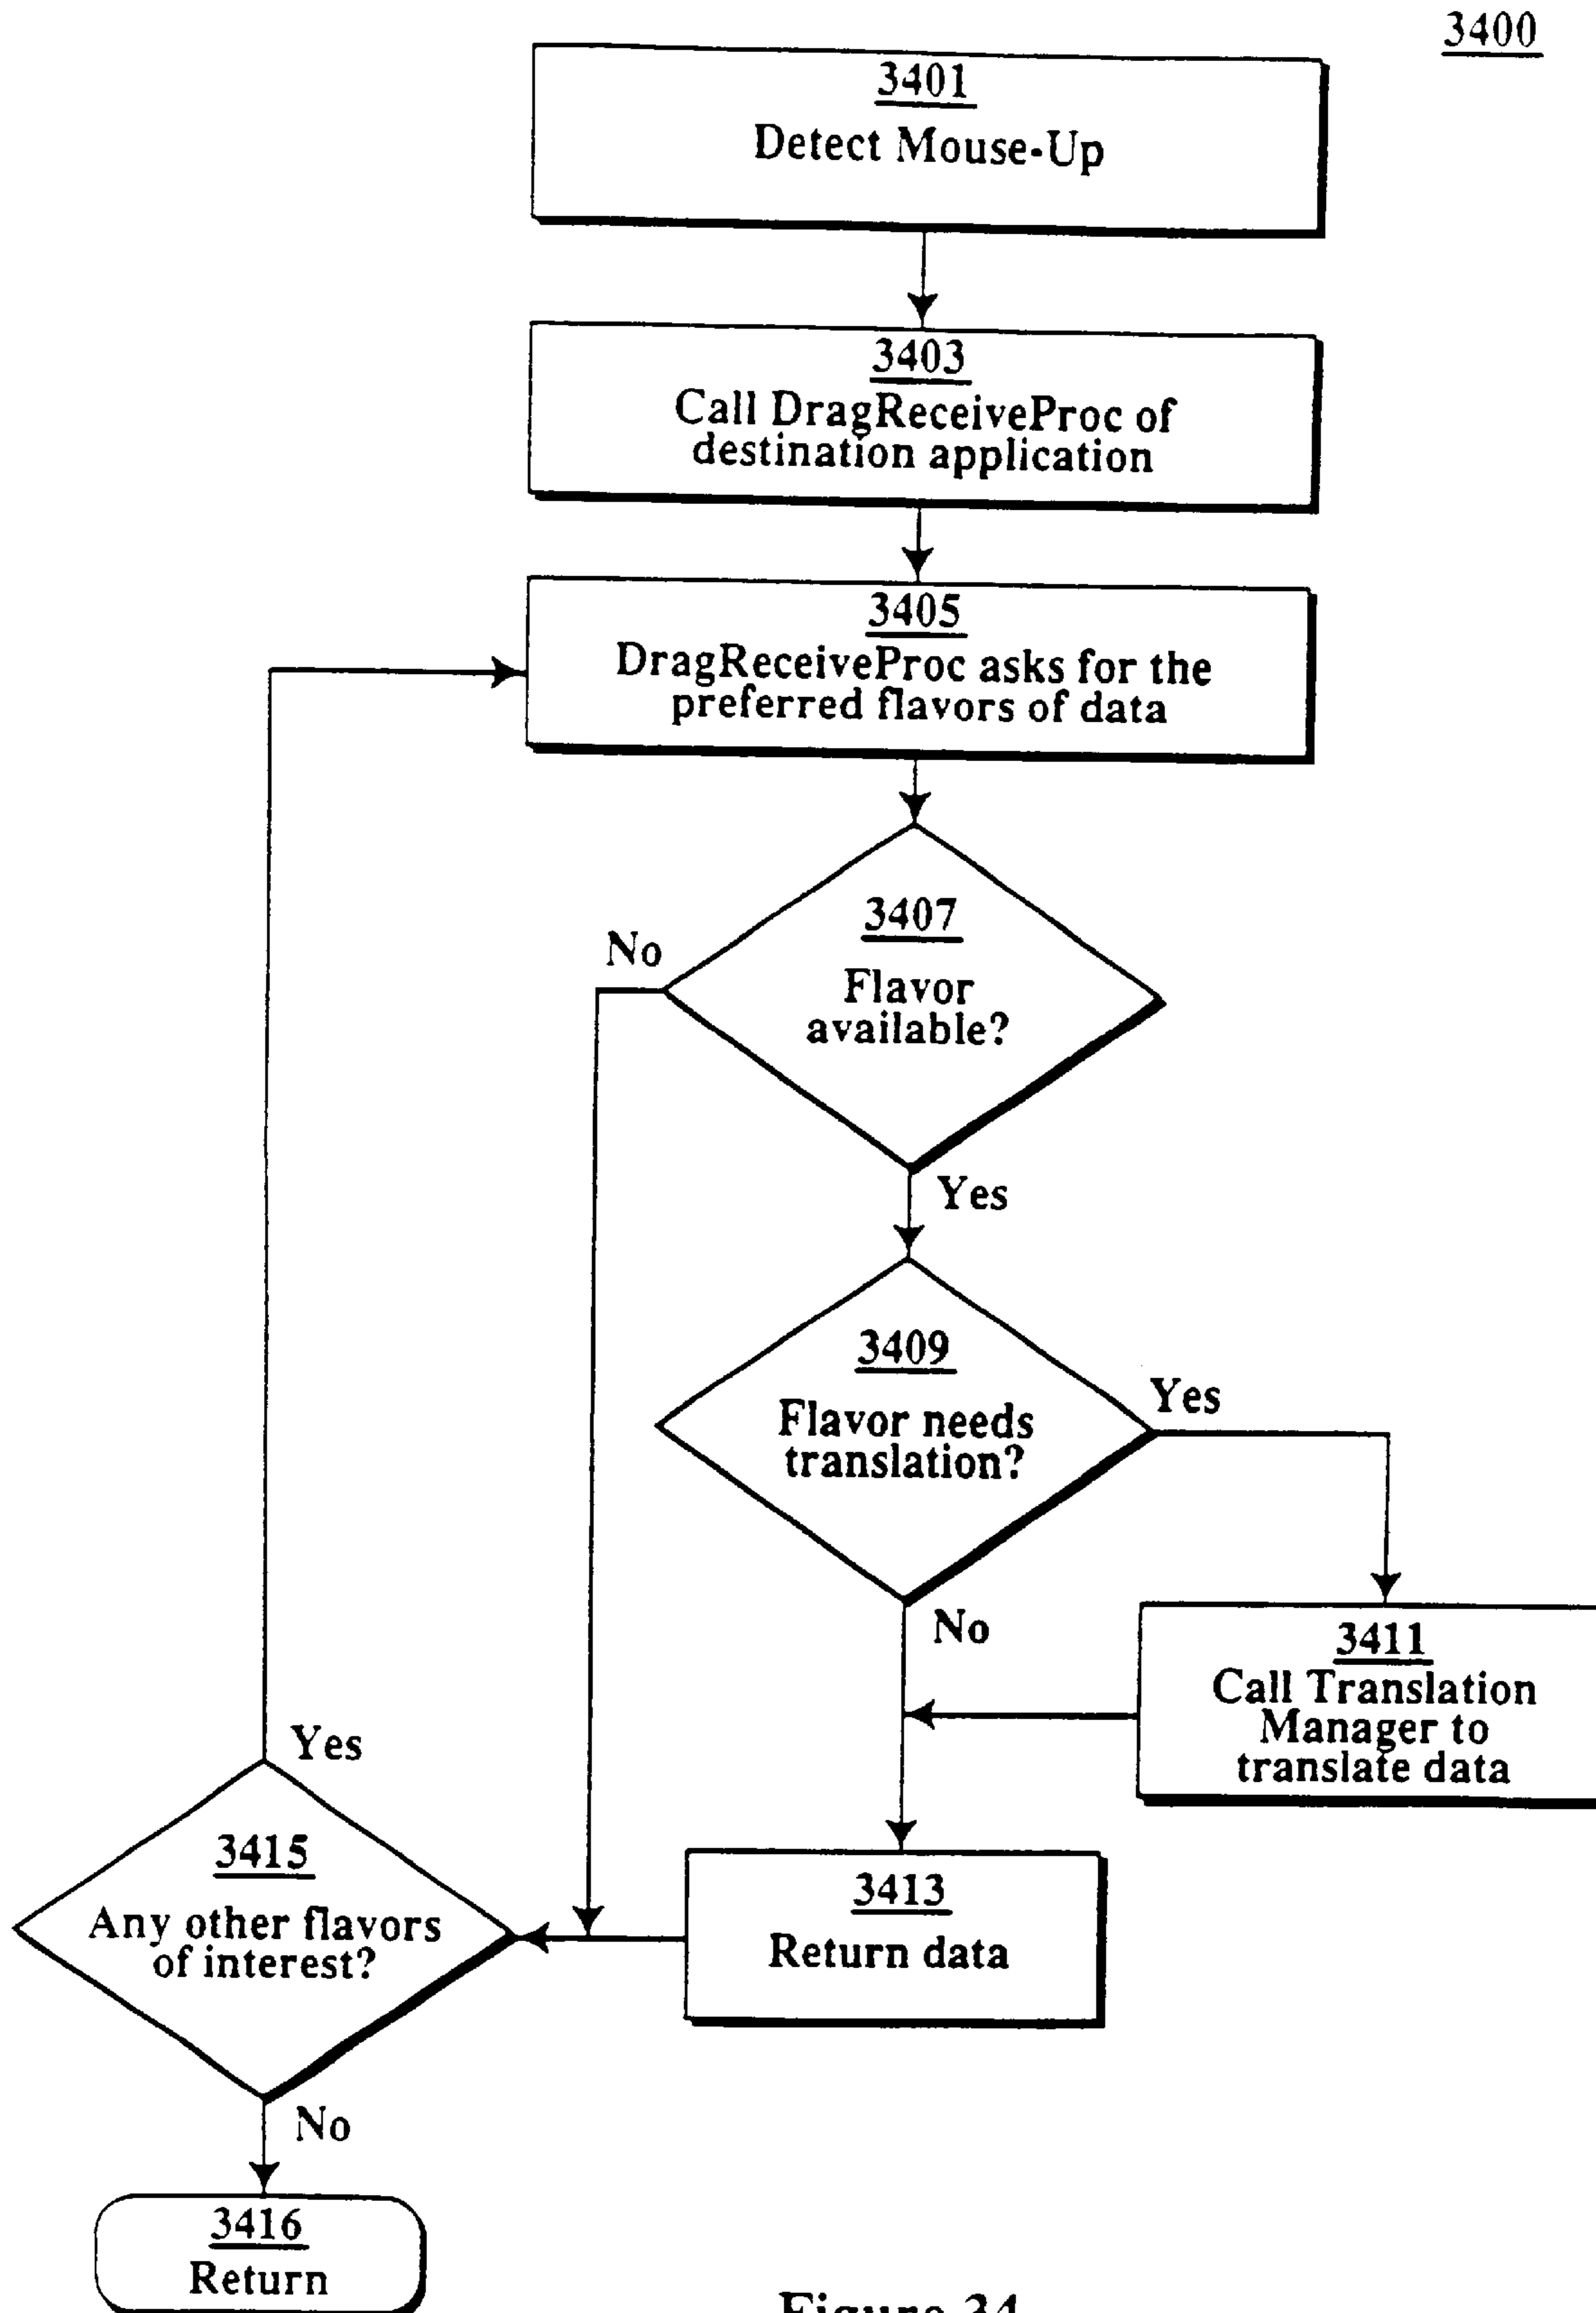 3400
3401
Detect Mouse-Up
3403
Call DragReceiveProc of
destination application
3405
DragReceiveProc asks for the
preferred flavors of data
3407
No
Flavor
available?
Yes
3409
Yes
Flavor needs
translation?
No
3411
Call Translation
Manager to
translate data
Yes
3415
Any other flavors
of interest?
3413
Return data
No
3416
Return
Figure 34